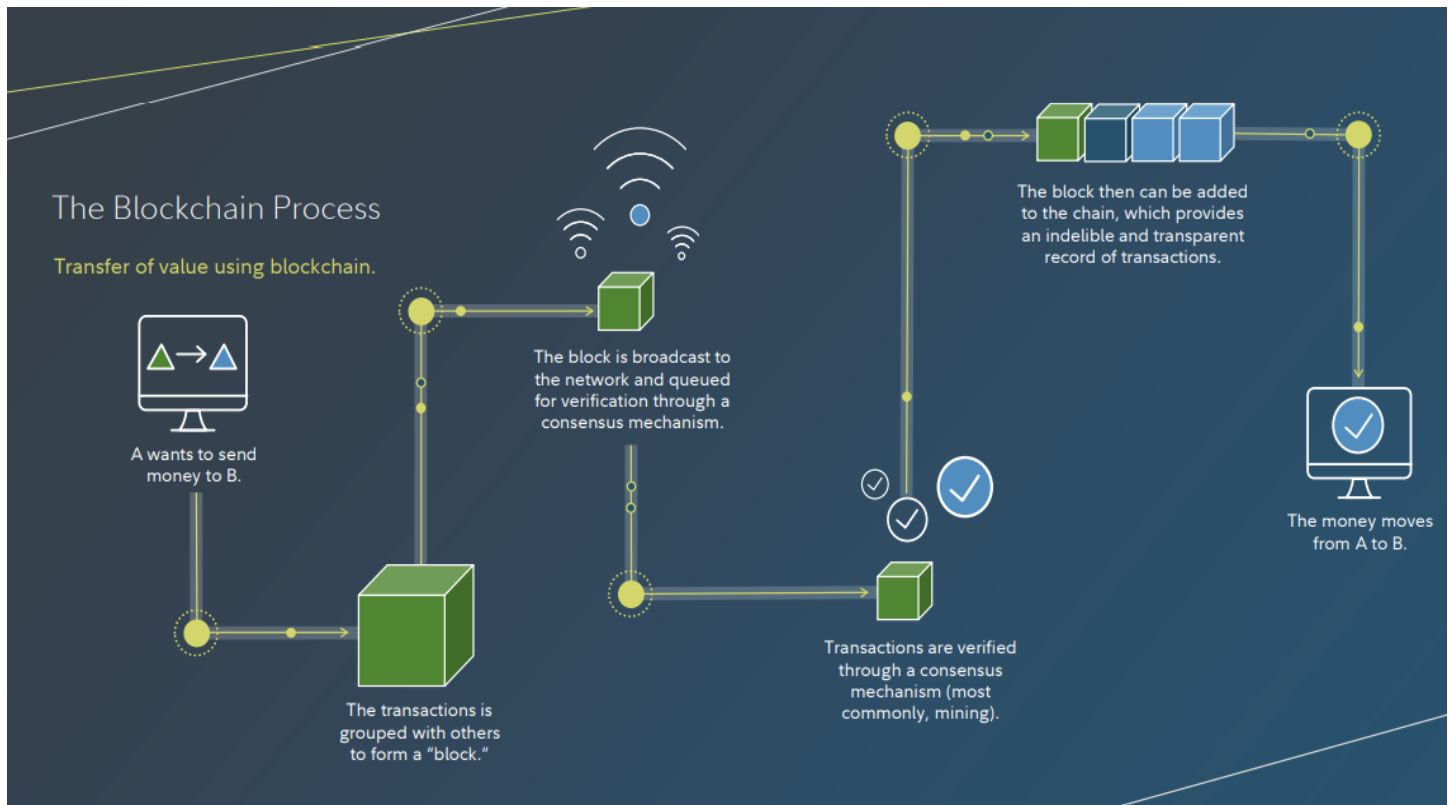 The Blockchain Process
Transfer of value using blockchain.
A wants to send
money to B.
The transactions is
grouped with others
to form a “block.”
The block is broadcast to
the network and queued
for verification through a
consensus mechanism.
Transactions are verified
through a consensus
mechanism (most
commonly, mining).
The block then can be added
to the chain, which provides
an indelible and transparent
record of transactions.
The money moves
from A to B.